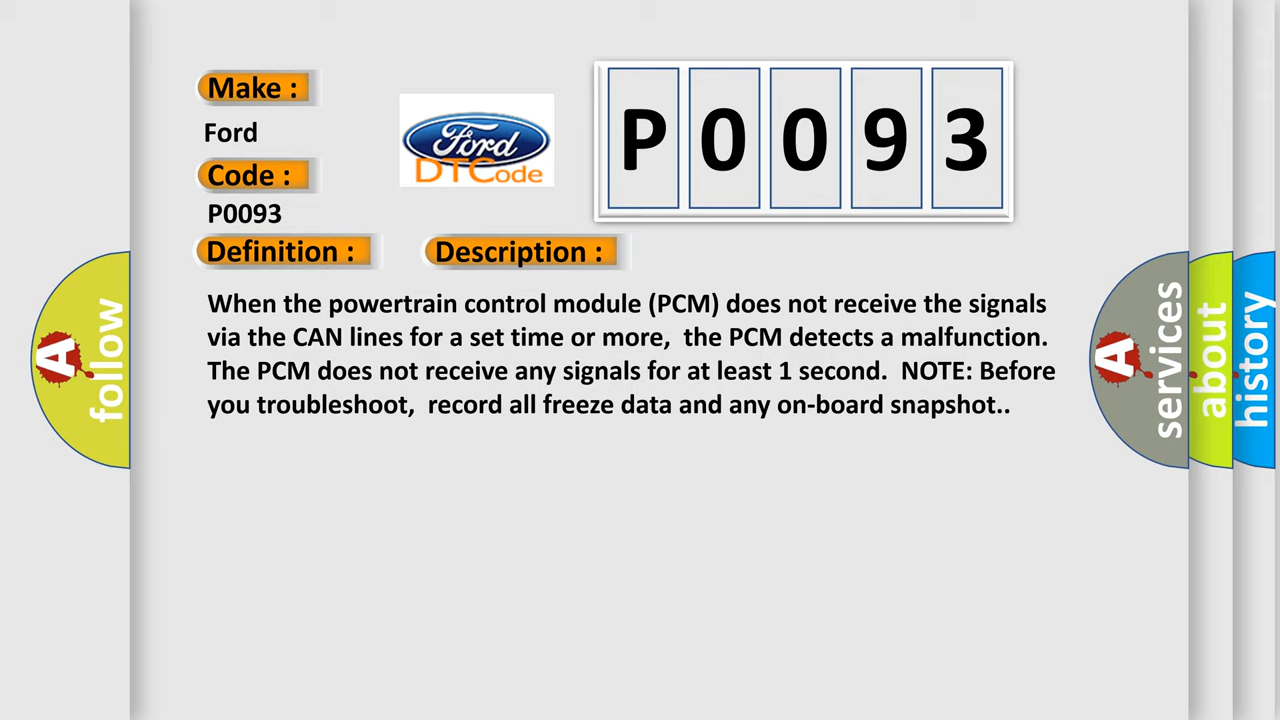 Make :
Ford
Code :
P0093
Definition :
Description :
Ford
DTCode
P0093
When the powertrain control module (PCM) does not receive the signals
via the CAN lines for a set time or more,  the PCM detects a malfunction.
The PCM does not receive any signals for at least 1 second.  NOTE: Before
you troubleshoot,  record all freeze data and any on-board snapshot..
A
follow
A
services
about
history